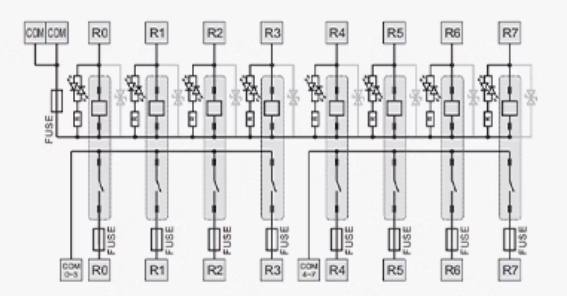 COM COM R0 R1 R2 R3 R4 R5 R6 R7
FUSE
FUSE FUSE FUSE FUSE FUSE FUSE FUSE FUSE
COM 0~3 R0 R1 R2 R3 COM 4~7 R4 R5 R6 R7